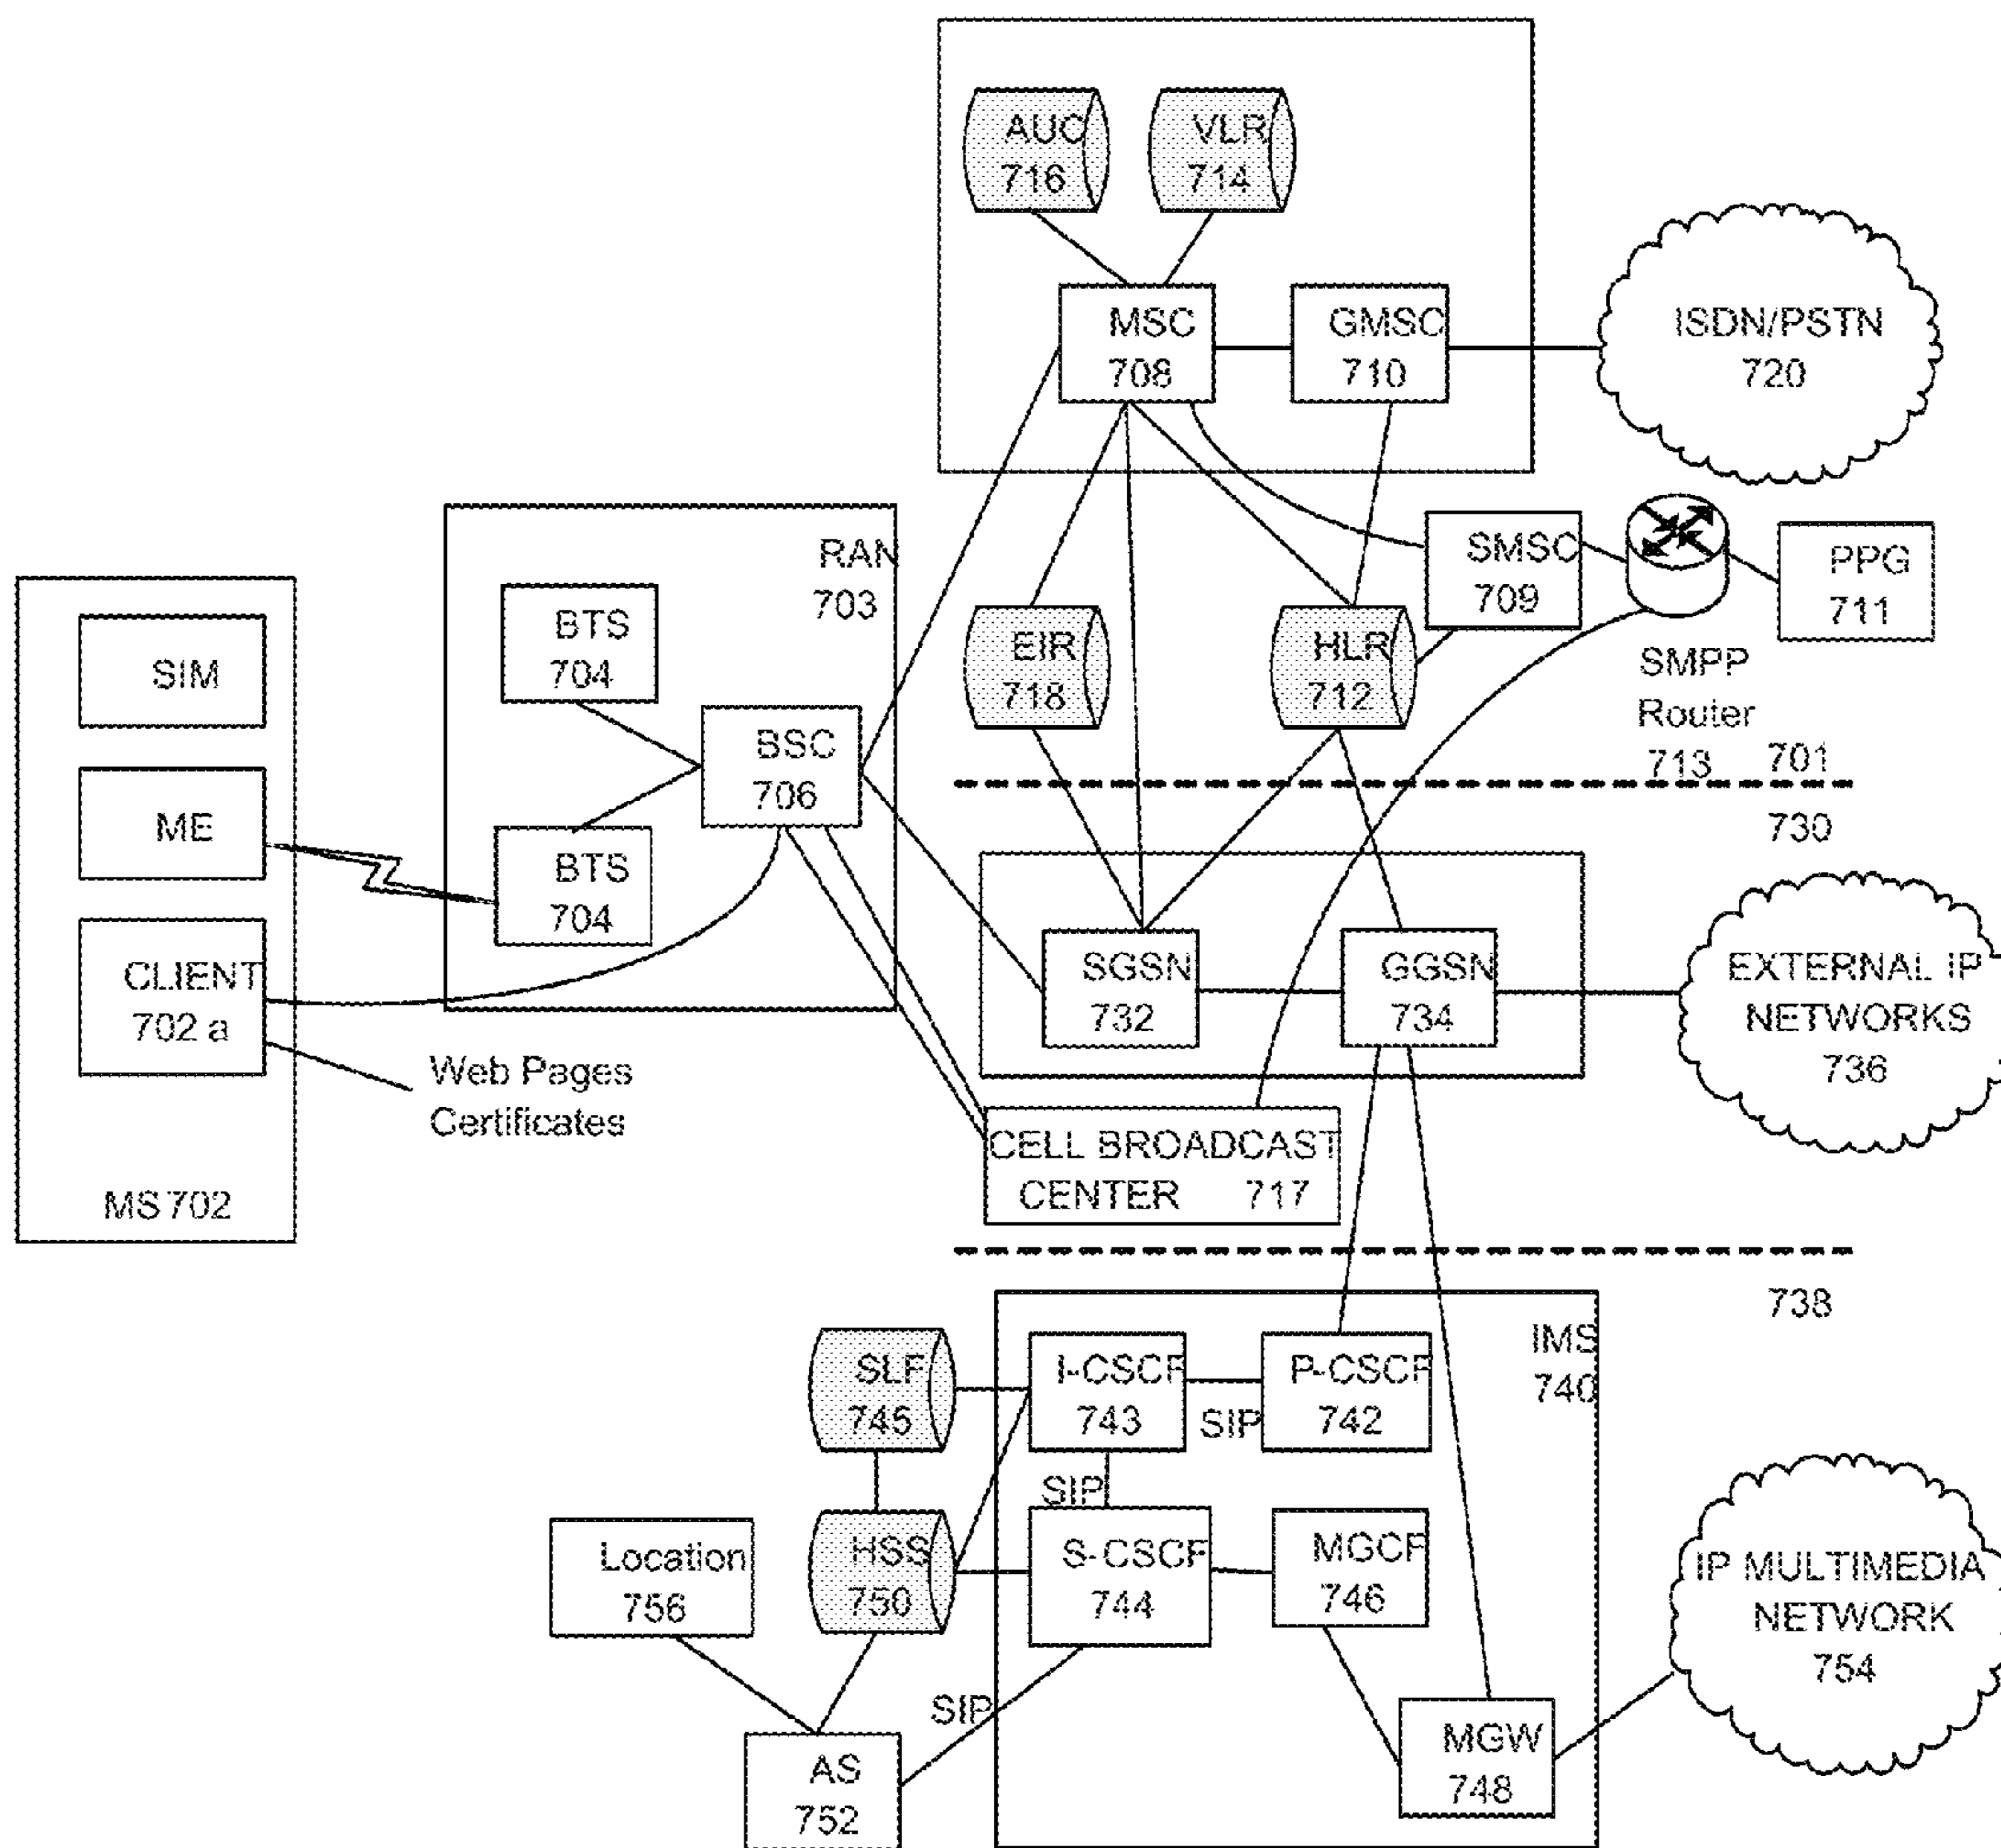 AUC
716
VLR
714
MSC
708
GMSC
710
ISDN/PSTN
720
RAN
703
SMSC
709
PPG
711
SMPP
Router
713
701
BTS
704
SIM
EIR
718
HLR
712
BSC
706
ME
730
BTS
704
CLIENT
702 a
SGSN
732
GGSN
734
EXTERNAL IP
NETWORKS
736
Web Pages
Certificates
CELL BROADCAST
CENTER 717
MS 702
738
IMS
740
SLF
745
I-CSCF
743
SIP
P-CSCF
742
SIP
Location
756
HSS
750
S-CSCF
744
MGCF
746
IP MULTIMEDIA
NETWORK
754
SIP
AS
752
MGW
748